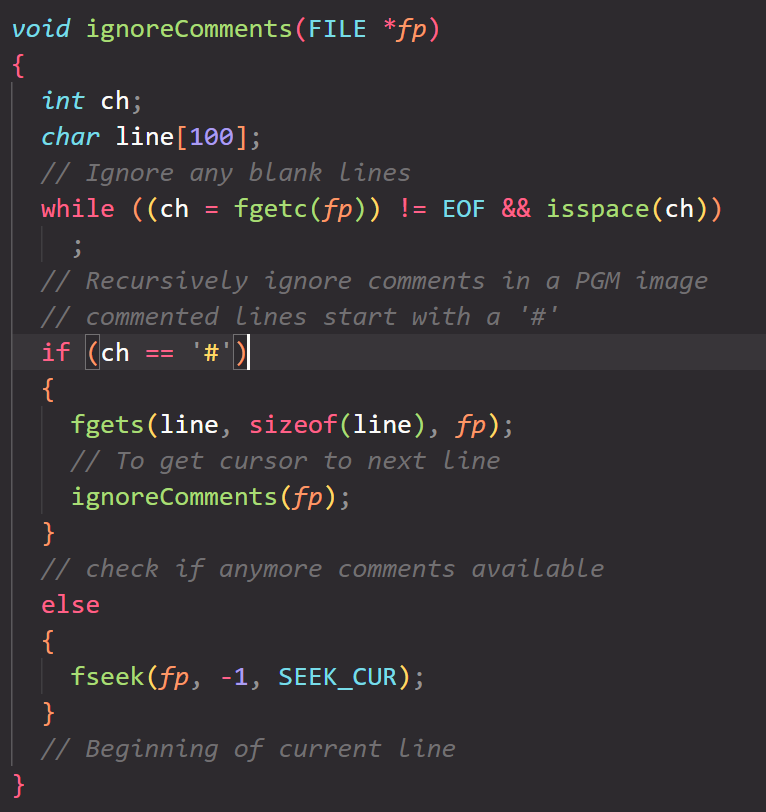 void ignoreComments(FILE *fp)
{
  int ch;
  char line[100];
  // Ignore any blank lines
  while ((ch = fgetc(fp)) != EOF && isspace(ch))
    ;
  // Recursively ignore comments in a PGM image
  // commented lines start with a '#'
  if (ch == '#')
  {
    fgets(line, sizeof(line), fp);
    // To get cursor to next line
    ignoreComments(fp);
  }
  // check if anymore comments available
  else
  {
    fseek(fp, -1, SEEK_CUR);
  }
  // Beginning of current line
}